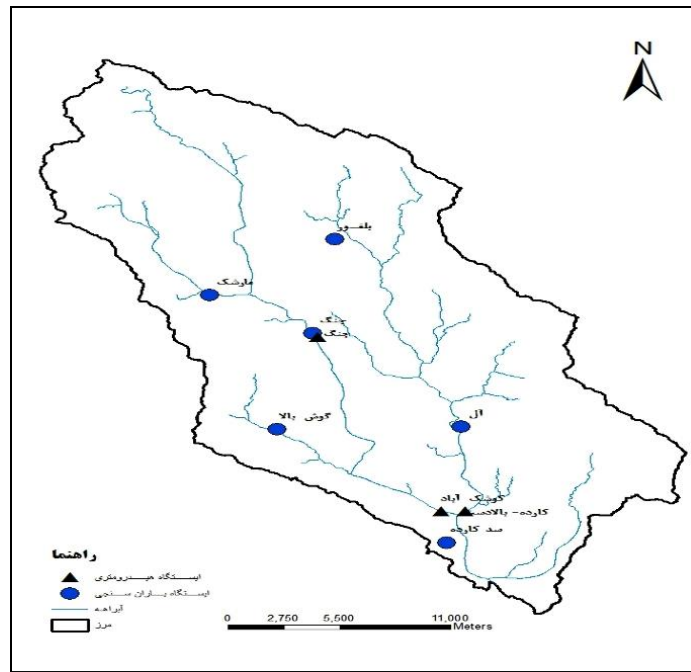 N
بلغور
مارشک
جنگ
جنگ
گوش بالا
آل
کوشک آباد
کارده- بالادست
سد کارده
راهنما
ایستگاه هیدرومتری
ایستگاه باران سنجی
آبراهه
مرز
0 2,750 5,500 11,000
Meters